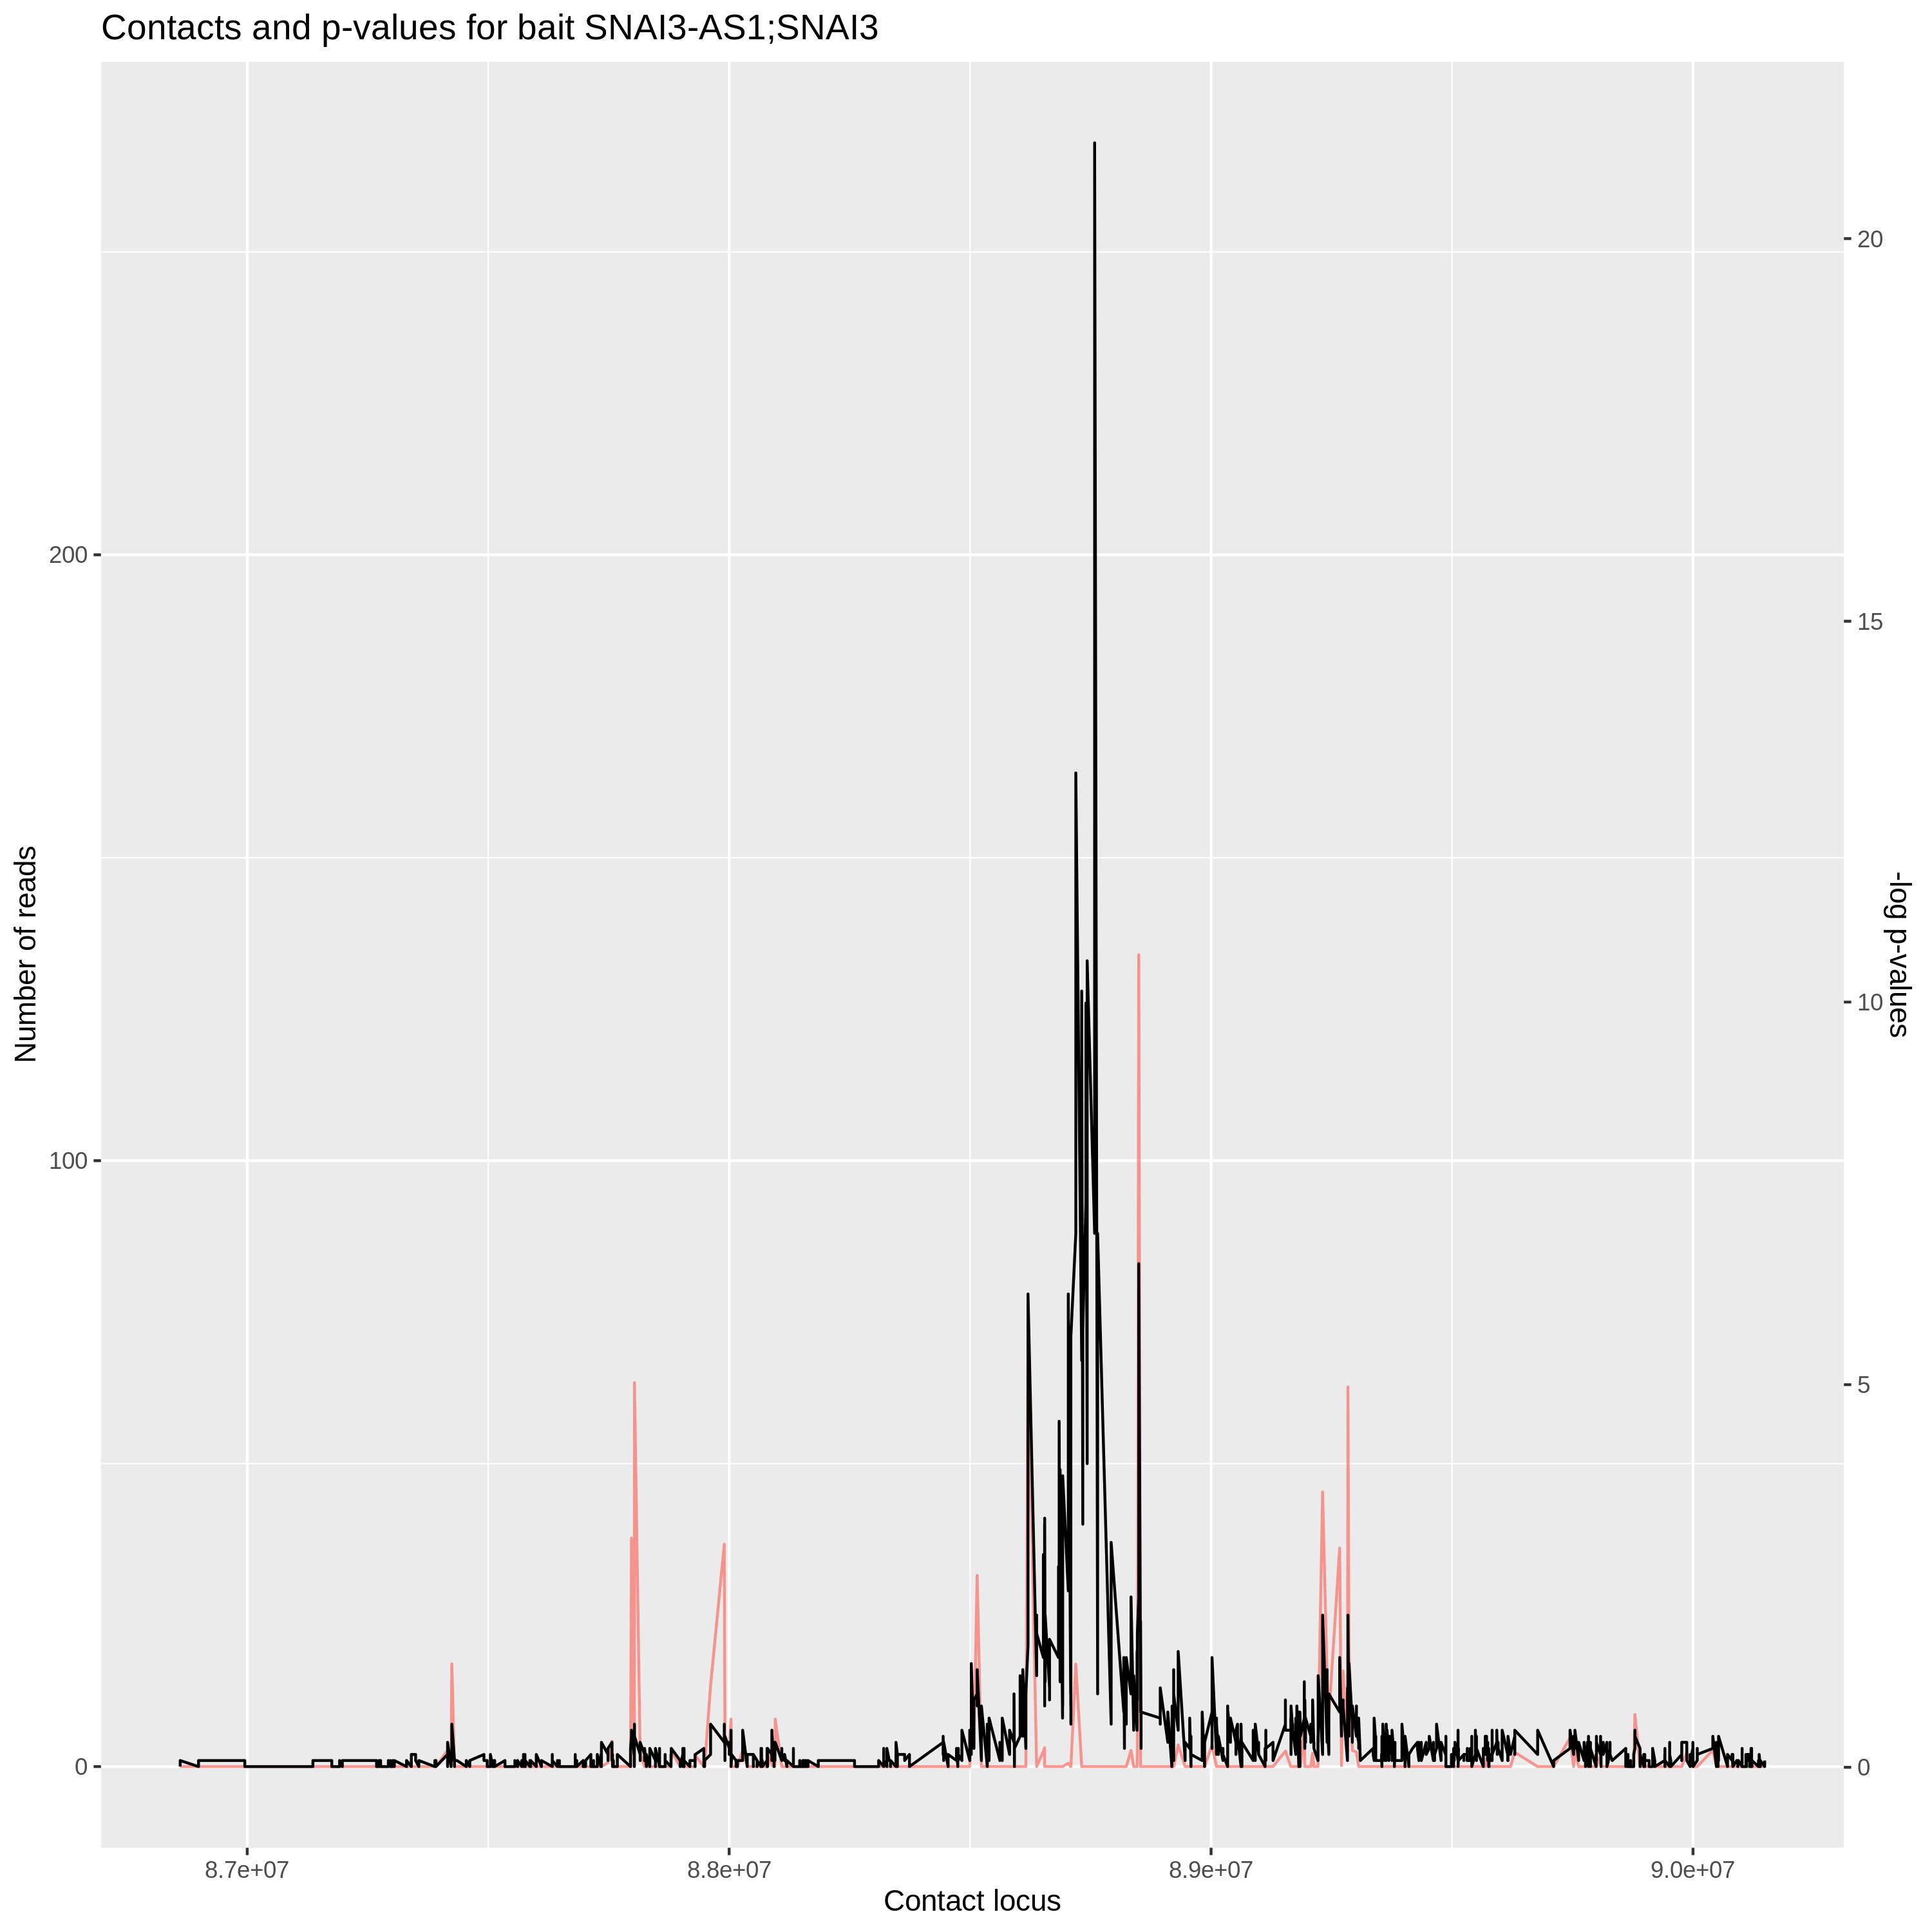 Contacts and p-values for bait SNAI3-AS1;SNAI3
Number of reads
200
100
0
20
15
10
5
0
-log p-values
8.7e+07
8.8e+07
8.9e+07
9.0e+07
Contact locus